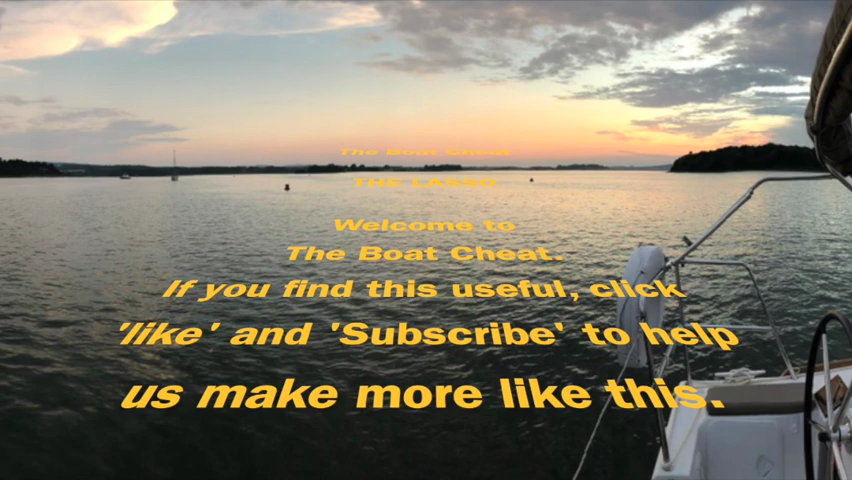 The Boat Cheat
THE LASSO
Welcome to
The Boat Cheat.
If you find this useful, click
'like' and 'Subscribe' to help
us make more like this.